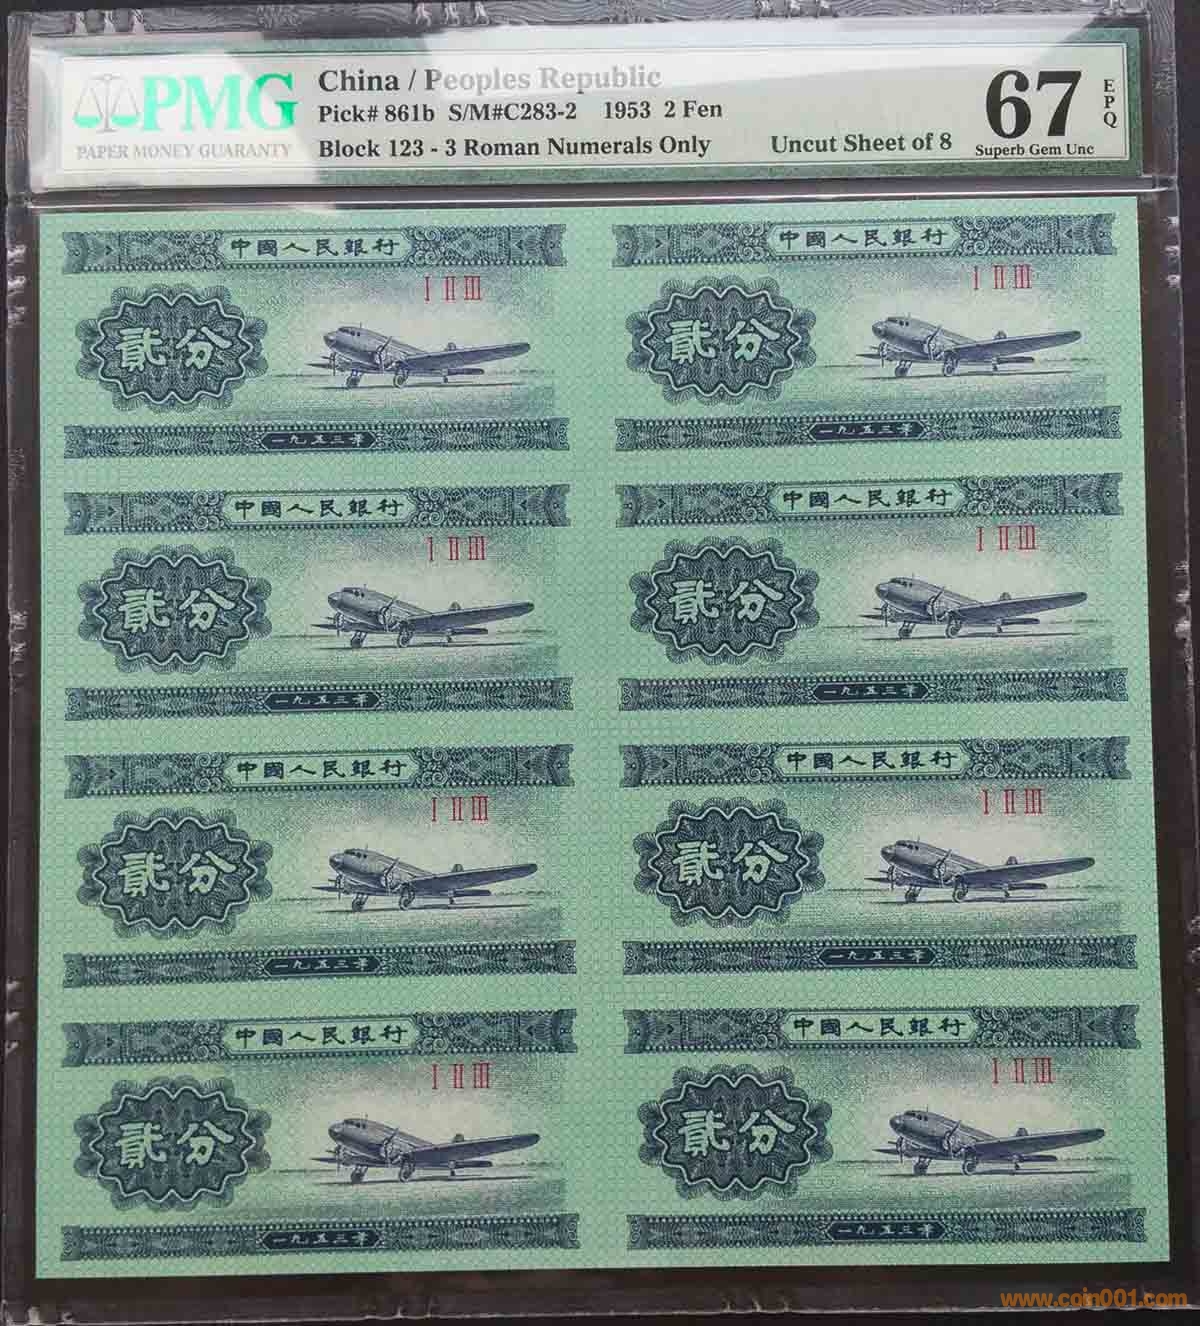 PMG
PAPER MONEY GUARANTY
China / Peoples Republic
Pick# 861b S/M#C283-2 1953 2 Fen
Block 123 - 3 Roman Numerals Only
Uncut Sheet of 8
67 EPQ
Superb Gem Unc
中國人民銀行
Ⅰ Ⅱ Ⅲ
貳分
一九五三年
中國人民銀行
Ⅰ Ⅱ Ⅲ
貳分
一九五三年
中國人民銀行
Ⅰ Ⅱ Ⅲ
貳分
一九五三年
中國人民銀行
Ⅰ Ⅱ Ⅲ
貳分
一九五三年
中國人民銀行
Ⅰ Ⅱ Ⅲ
貳分
一九五三年
中國人民銀行
Ⅰ Ⅱ Ⅲ
貳分
一九五三年
中國人民銀行
Ⅰ Ⅱ Ⅲ
貳分
一九五三年
中國人民銀行
Ⅰ Ⅱ Ⅲ
貳分
一九五三年
www.coin001.com